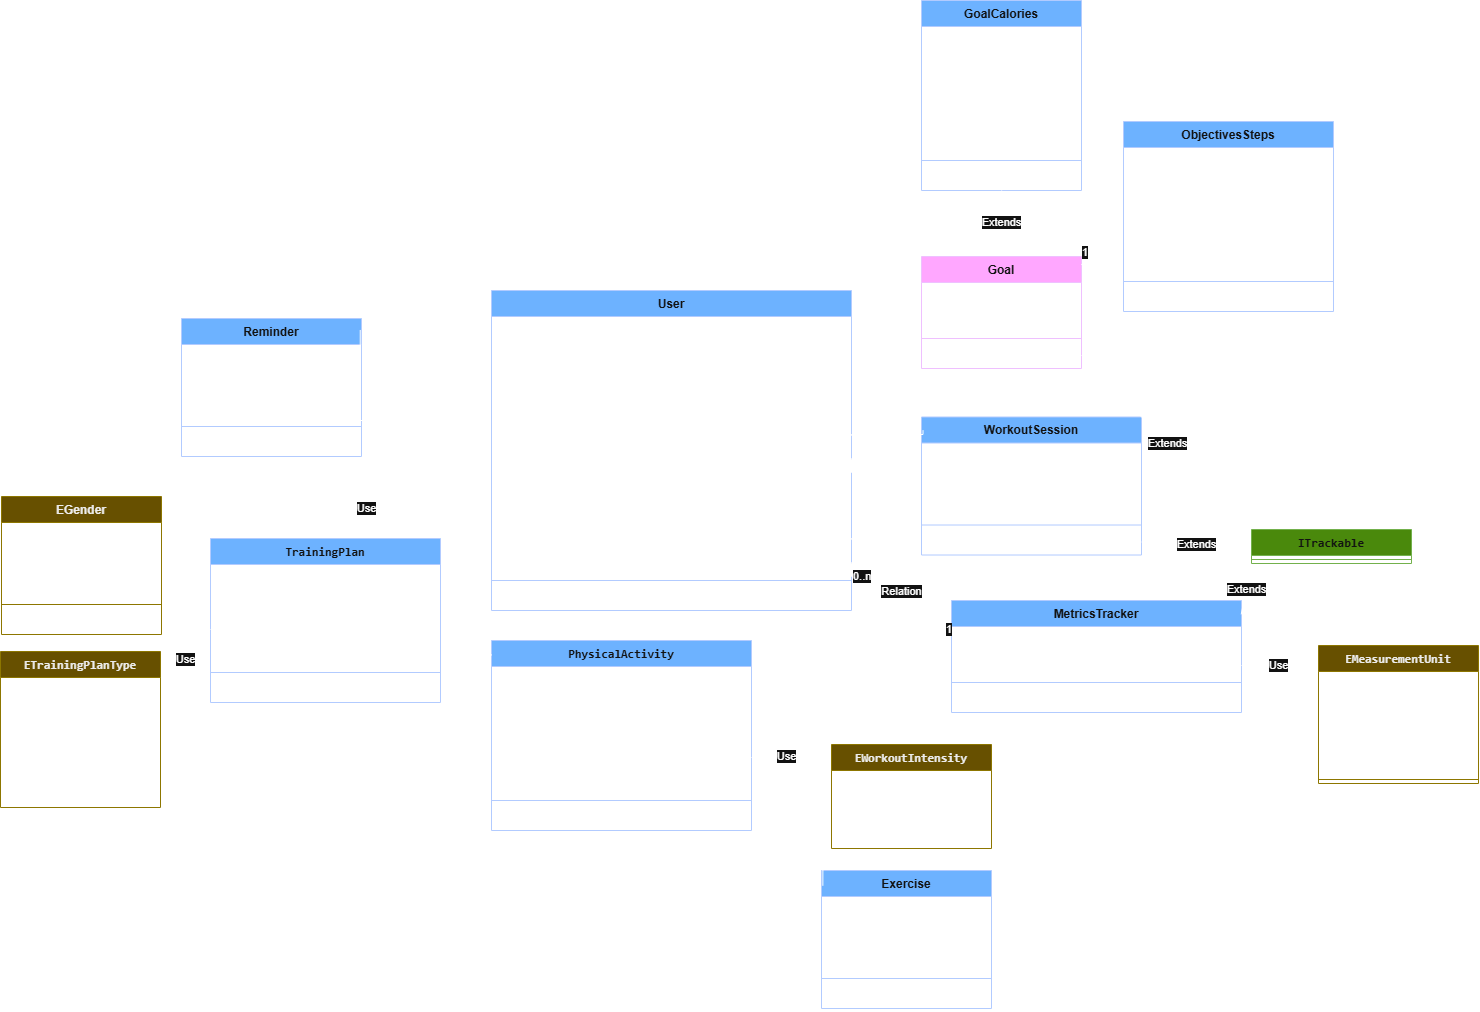 GoalCalories
ObjectivesSteps
Extends
1
Goal
User
Reminder
WorkoutSession
Extends
EGender
Use
TrainingPlan
Extends
ITrackable
0..n
Relation
Extends
MetricsTracker
1
PhysicalActivity
ETrainingPlanType
Use
EMeasurementUnit
Use
Use
EWorkoutIntensity
Exercise